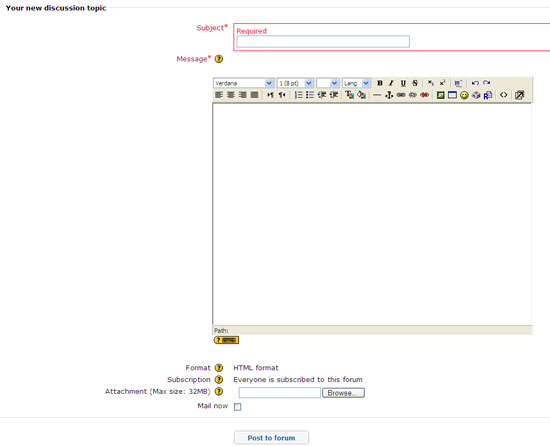 Your new discussion topic
Subject*
Required
Message*
Verdana 1 (8 pt) Lang
B I U S
Path:
Format HTML format
Subscription Everyone is subscribed to this forum
Attachment (Max size: 32MB) Browse...
Mail now
Post to forum